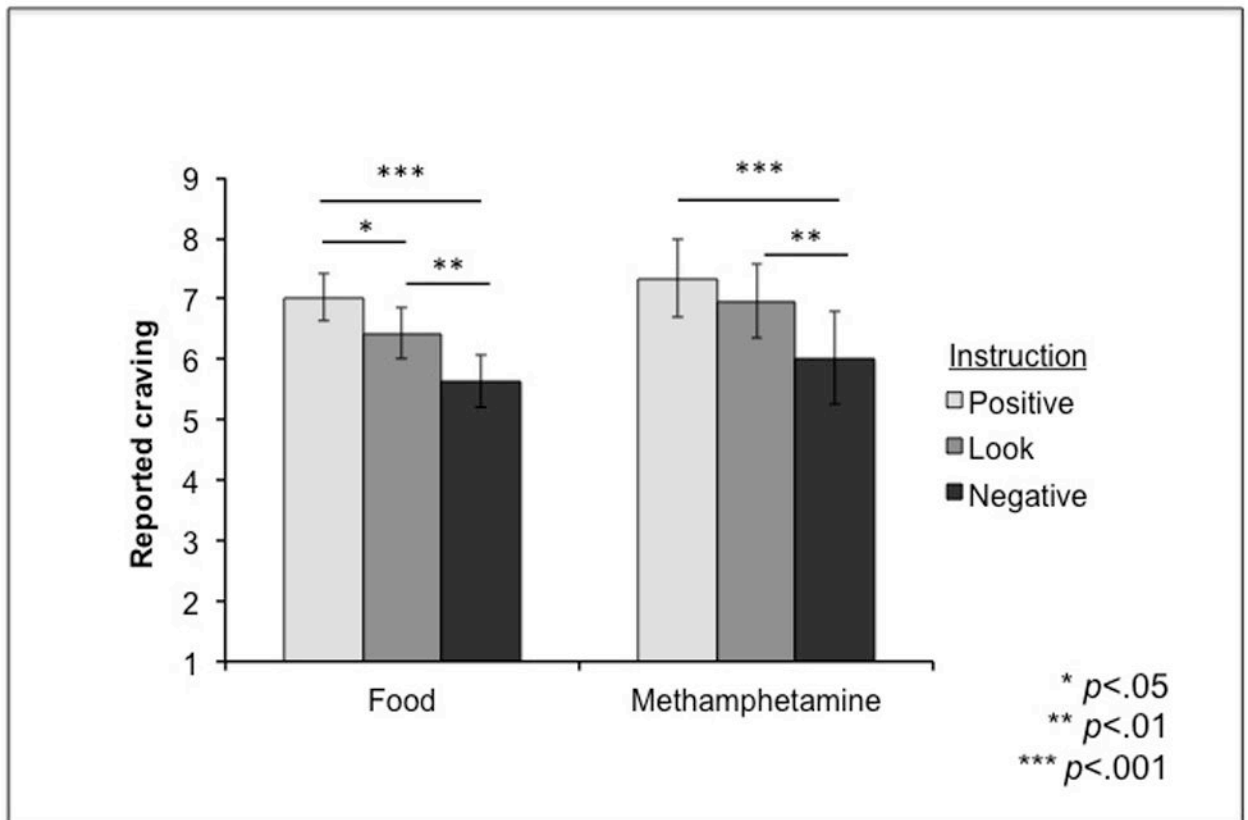 ***
***
*
**
**
9
8
7
6
5
4
3
2
1
Reported craving
Food
Methamphetamine
Instruction
Positive
Look
Negative
* p<.05
** p<.01
*** p<.001